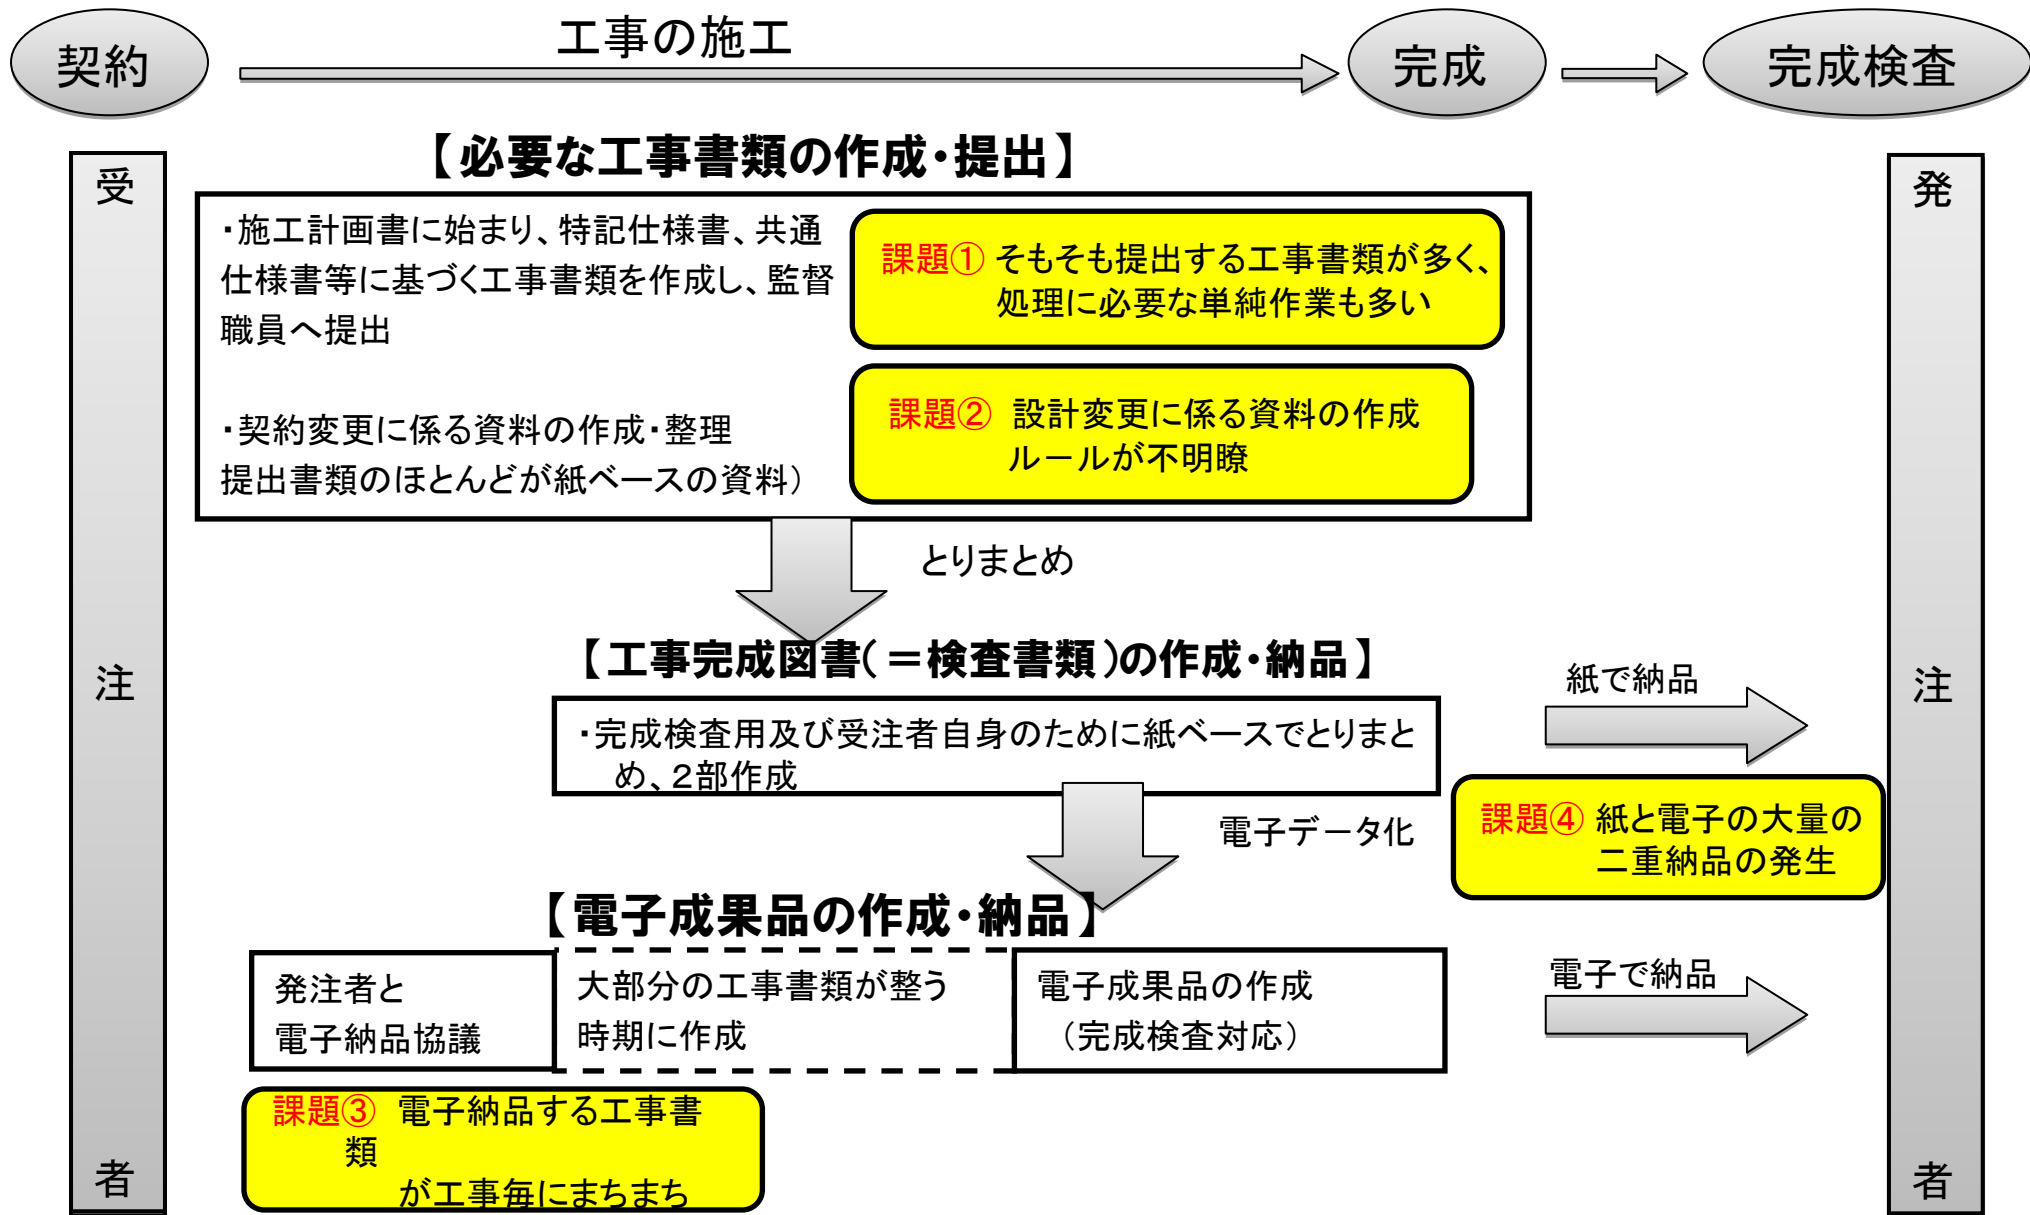 契約
工事の施工
完成
完成検査
受注者
発注者
【必要な工事書類の作成・提出】
・施工計画書に始まり、特記仕様書、共通
仕様書等に基づく工事書類を作成し、監督
職員へ提出
・契約変更に係る資料の作成・整理
提出書類のほとんどが紙ベースの資料）
課題① そもそも提出する工事書類が多く、
処理に必要な単純作業も多い
課題② 設計変更に係る資料の作成
ルールが不明瞭
とりまとめ
【工事完成図書（＝検査書類）の作成・納品】
・完成検査用及び受注者自身のために紙ベースでとりまと
め、２部作成
紙で納品
電子データ化
課題④ 紙と電子の大量の
二重納品の発生
【電子成果品の作成・納品】
発注者と
電子納品協議
大部分の工事書類が整う
時期に作成
電子成果品の作成
（完成検査対応）
電子で納品
課題③ 電子納品する工事書
類
が工事毎にまちまち